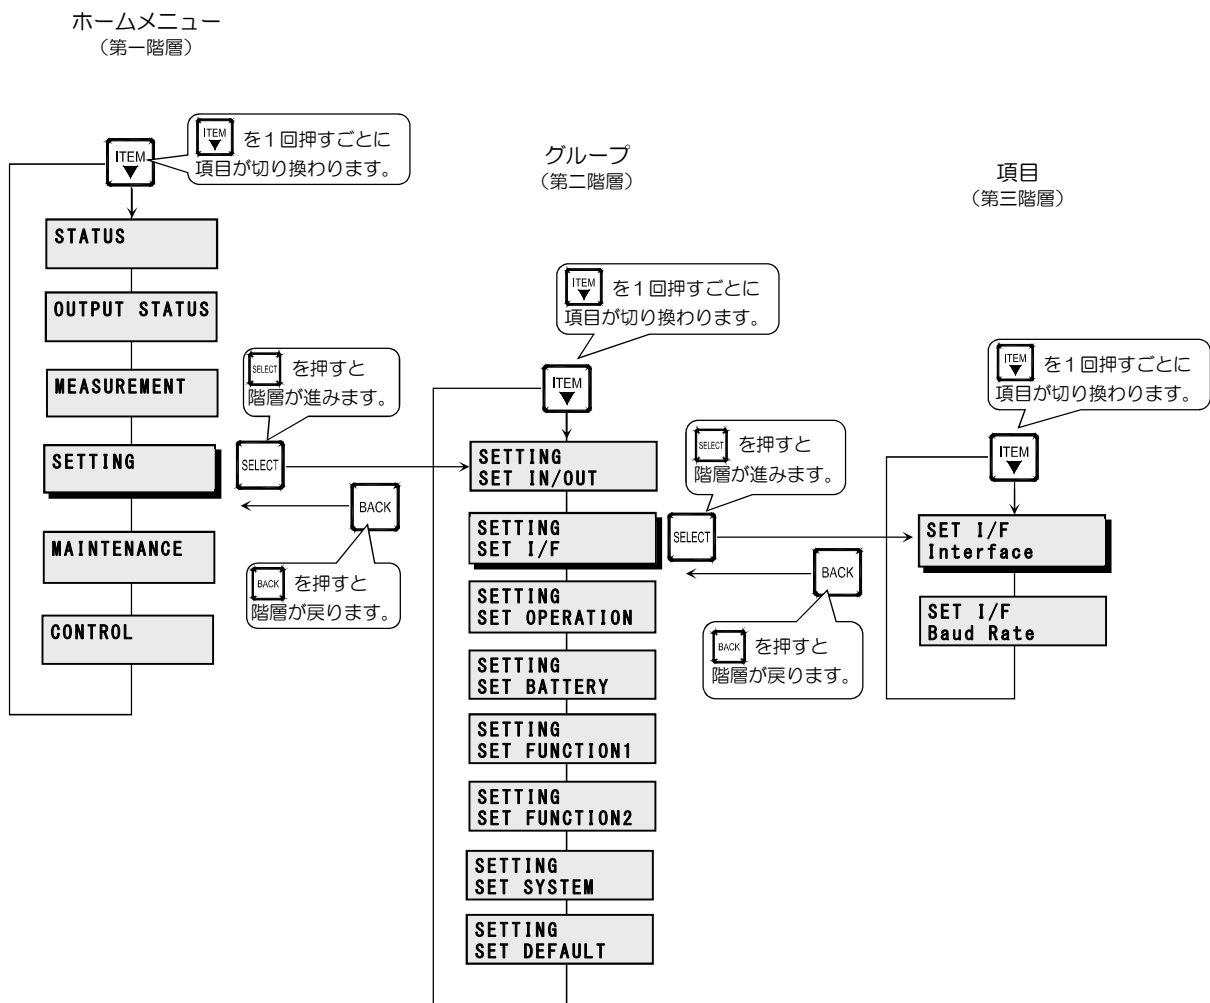 ホームメニュー
(第一階層)
ITEM
ITEM を1回押すごとに
項目が切り換わります。
STATUS
OUTPUT STATUS
MEASUREMENT
SETTING
MAINTENANCE
CONTROL
SELECT を押すと
階層が進みます。
SELECT
BACK
BACK を押すと
階層が戻ります。
グループ
(第二階層)
ITEM を1回押すごとに
項目が切り換わります。
ITEM
SETTING
SET IN/OUT
SETTING
SET I/F
SETTING
SET OPERATION
SETTING
SET BATTERY
SETTING
SET FUNCTION1
SETTING
SET FUNCTION2
SETTING
SET SYSTEM
SETTING
SET DEFAULT
SELECT を押すと
階層が進みます。
SELECT
BACK
BACK を押すと
階層が戻ります。
項目
(第三階層)
ITEM を1回押すごとに
項目が切り換わります。
ITEM
SET I/F
Interface
SET I/F
Baud Rate